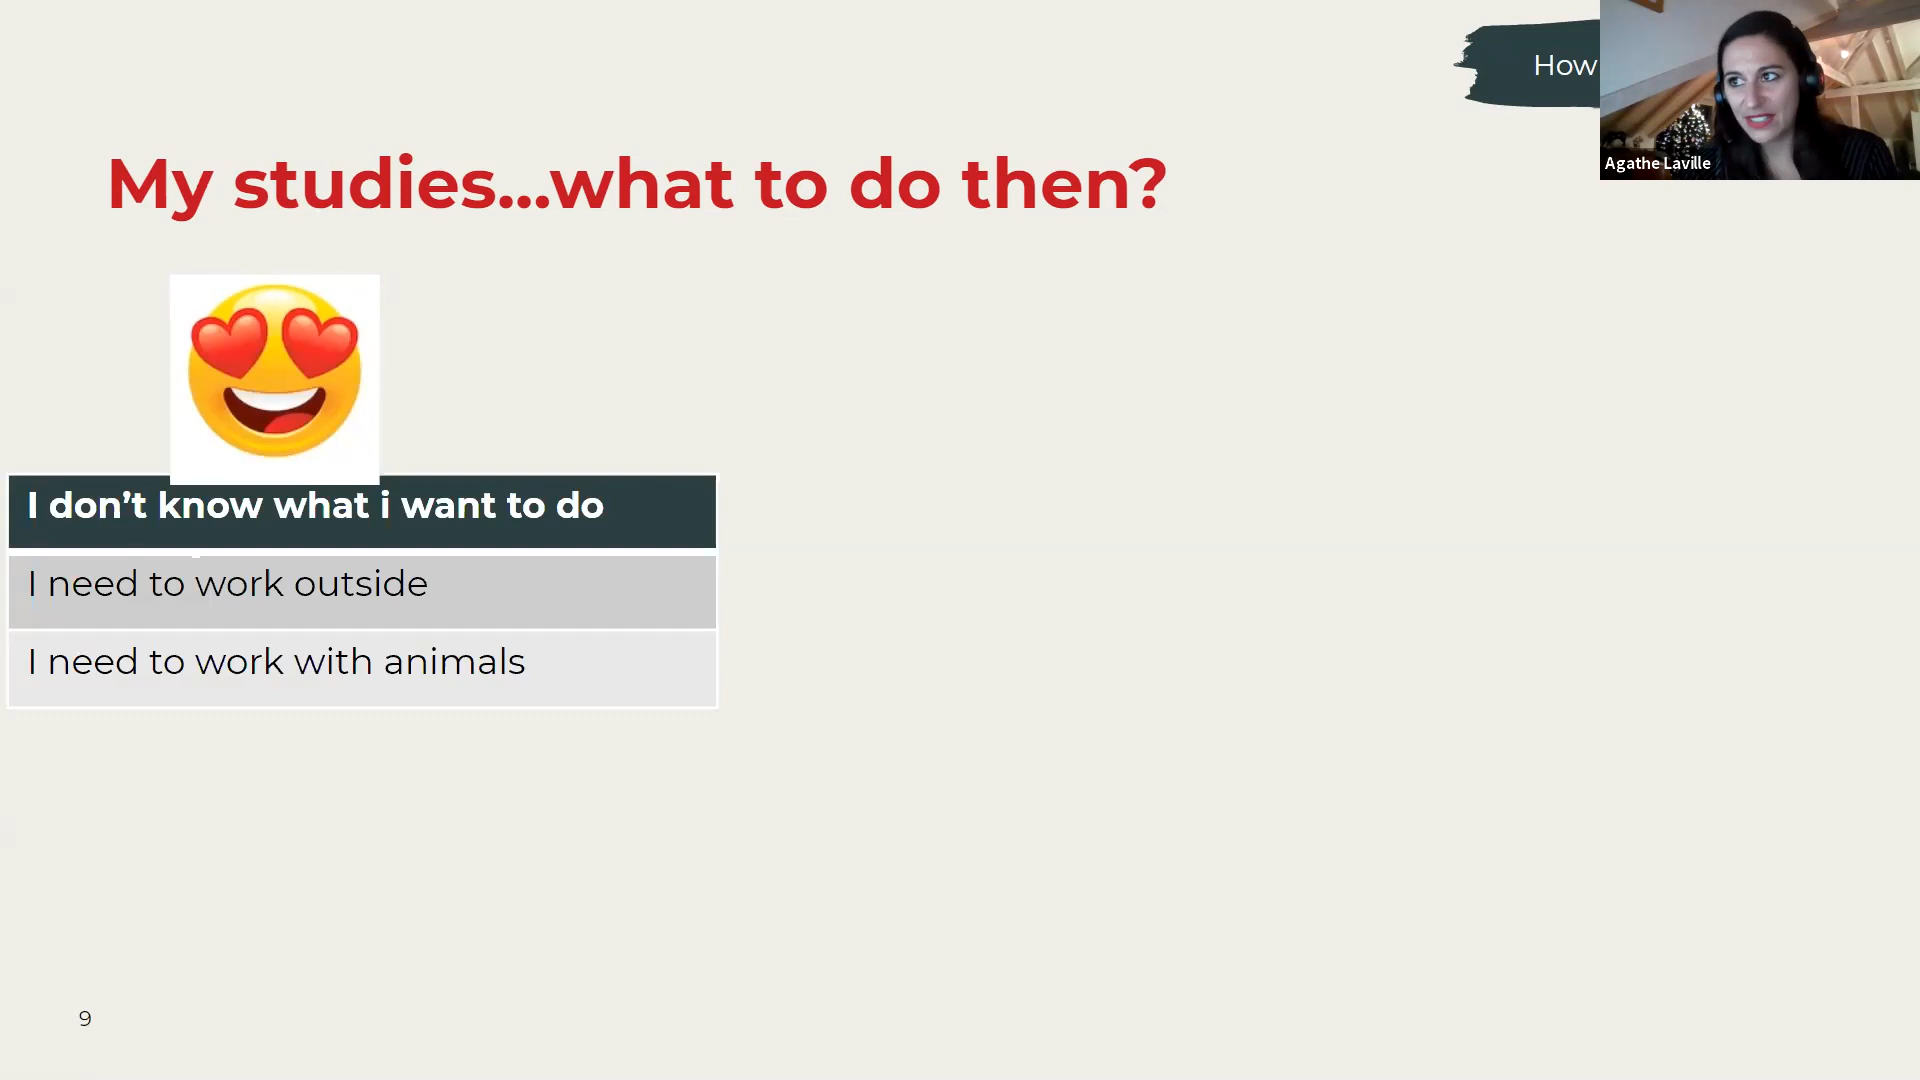 How
Agathe Laville
My studies...what to do then?
I don’t know what i want to do
I need to work outside
I need to work with animals
9